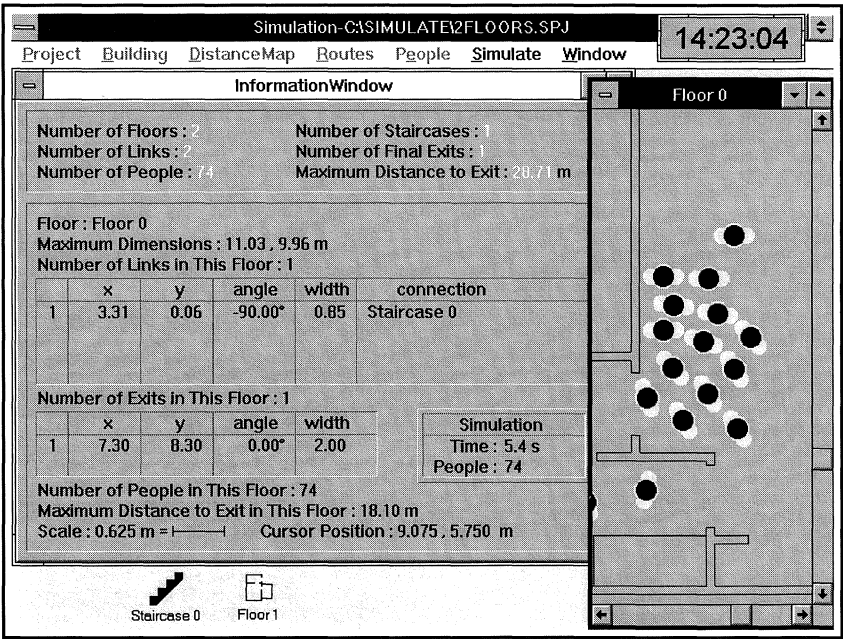 Simulation-C:\SIMULATE\2FLOORS.SPJ
14:23:04
Project Building DistanceMap Routes People Simulate Window
InformationWindow
Floor 0
Number of Floors : 2 Number of Staircases : 1
Number of Links : 2 Number of Final Exits : 1
Number of People : 74 Maximum Distance to Exit : 28.71 m
Floor : Floor 0
Maximum Dimensions : 11.03 , 9.96 m
Number of Links in This Floor : 1
x y angle width connection
1 3.31 0.06 -90.00° 0.85 Staircase 0
Number of Exits in This Floor : 1
x y angle width
1 7.30 8.30 0.00° 2.00
Simulation
Time : 5.4 s
People : 74
Number of People in This Floor : 74
Maximum Distance to Exit in This Floor : 18.10 m
Scale : 0.625 m = Cursor Position : 9.075 , 5.750 m
Staircase 0 Floor 1